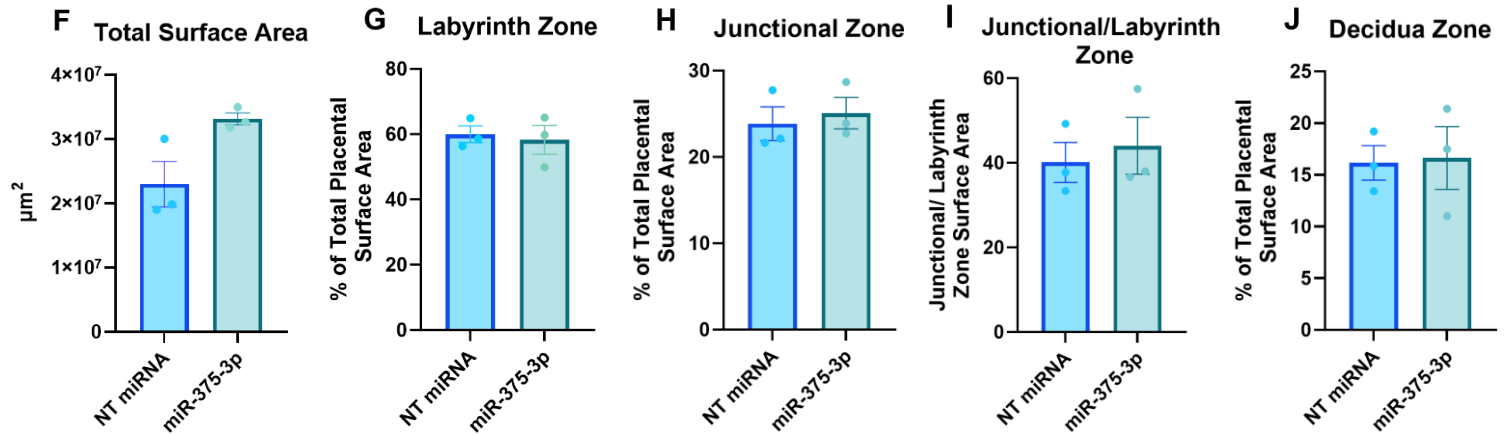 F Total Surface Area
4×10⁷
3×10⁷
2×10⁷
1×10⁷
0
μm²
NT miRNA
miR-375-3p
G Labyrinth Zone
80
60
40
20
0
% of Total Placental
Surface Area
NT miRNA
miR-375-3p
H Junctional Zone
30
20
10
0
% of Total Placental
Surface Area
NT miRNA
miR-375-3p
I Junctional/Labyrinth
Zone
60
40
20
0
Junctional/ Labyrinth
Zone Surface Area
NT miRNA
miR-375-3p
J Decidua Zone
25
20
15
10
5
0
% of Total Placental
Surface Area
NT miRNA
miR-375-3p